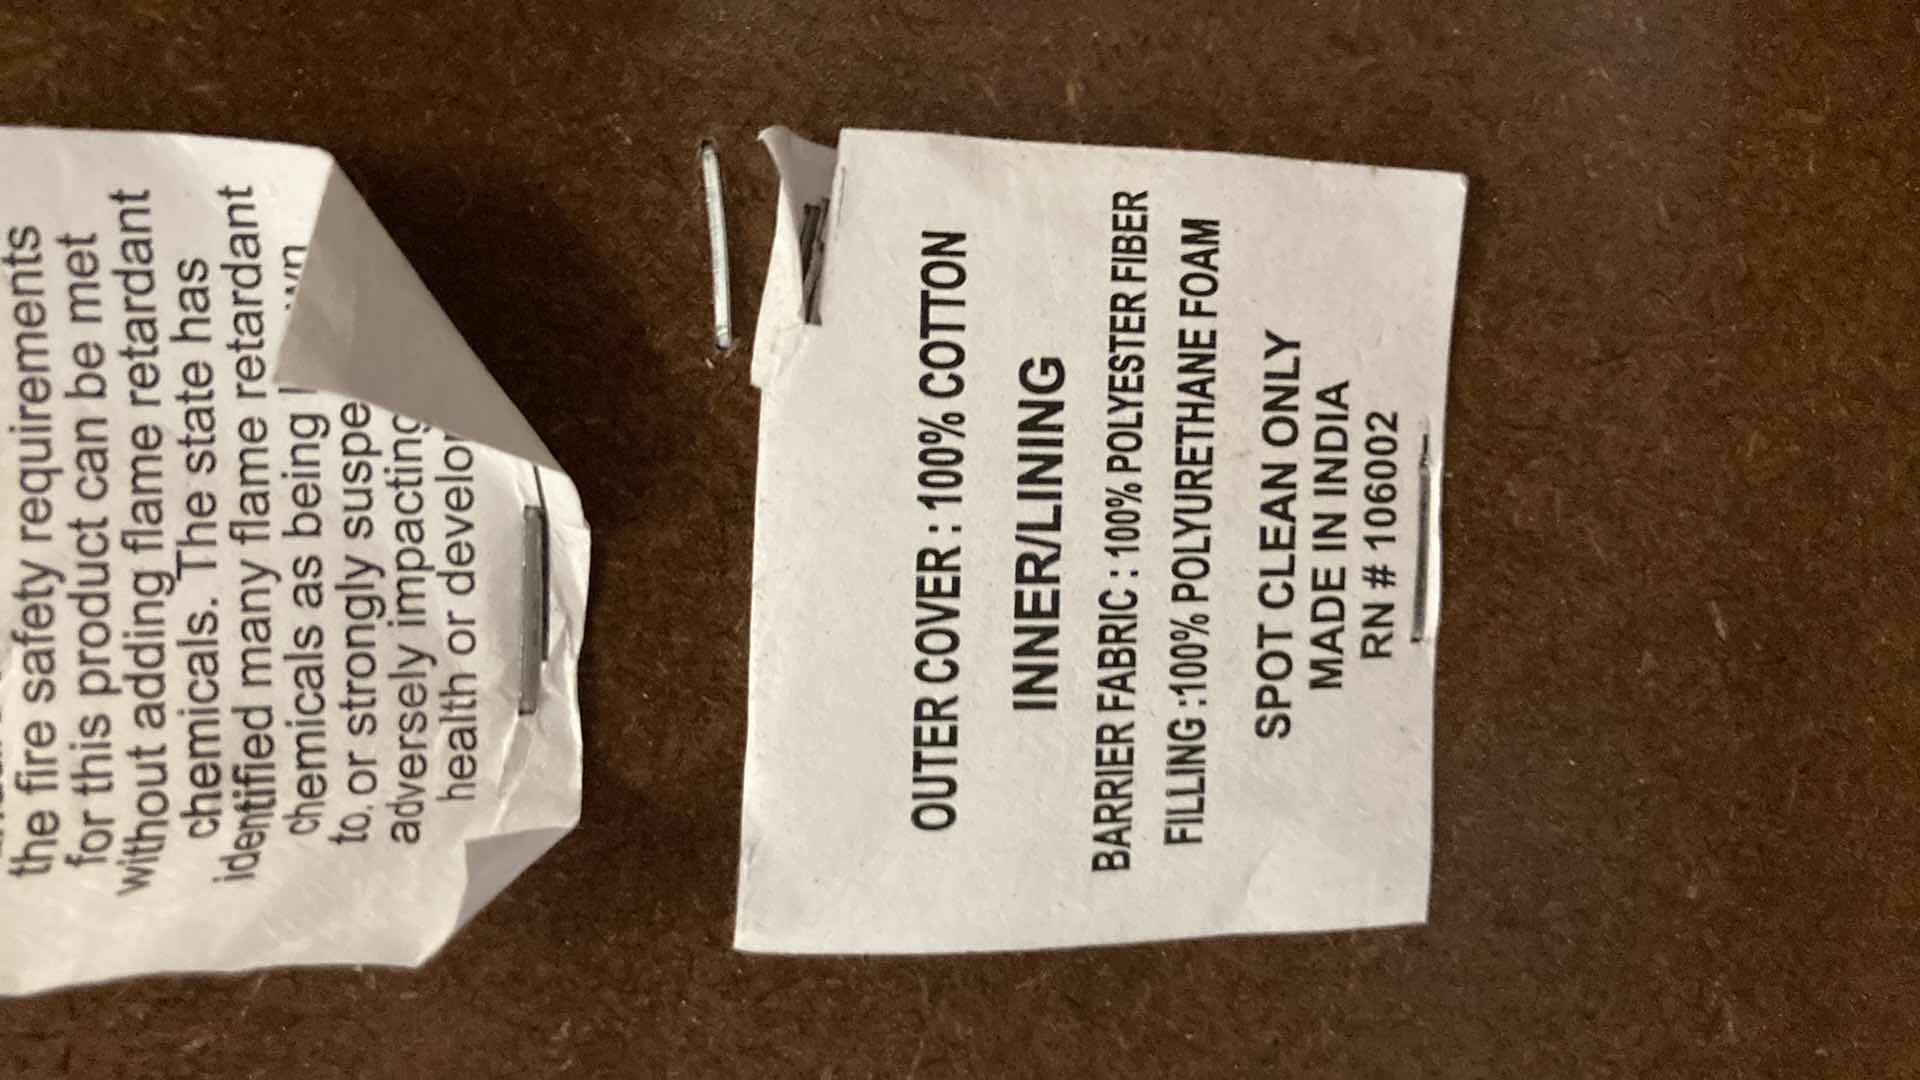 the fire safety requirements
for this product can be met
without adding flame retardant
chemicals. The state has
identified many flame retardant
chemicals as being
to, or strongly
adversely impacting
health or
OUTER COVER : 100% COTTON
INNER/LINING
BARRIER FABRIC : 100% POLYESTER FIBER
FILLING :100% POLYURETHANE FOAM
SPOT CLEAN ONLY
MADE IN INDIA
RN # 106002